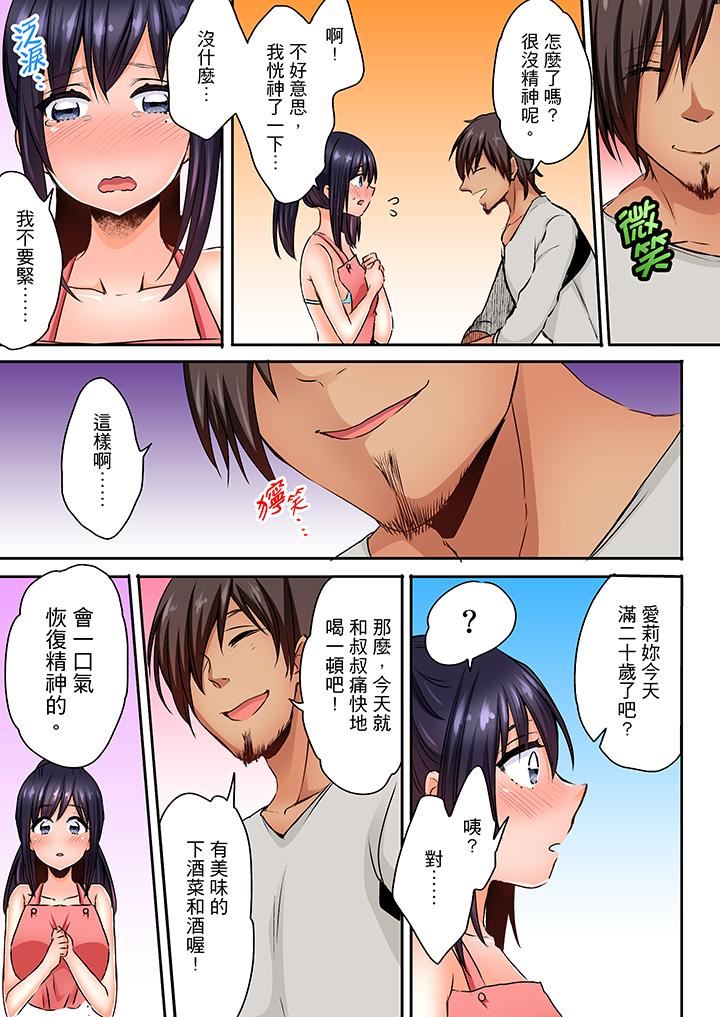 怎麼了嗎？
很沒精神呢。
微笑
啊！
不好意思，
我恍神了一下…
沒什麼…
泛淚…
我不要緊……
這樣啊……
獰笑…
愛莉妳今天
滿二十歲了吧？
？
咦？
對……
那麼，今天就
和叔叔痛快地
喝一頓吧！
有美味的
下酒菜和酒喔！
會一口氣
恢復精神的。